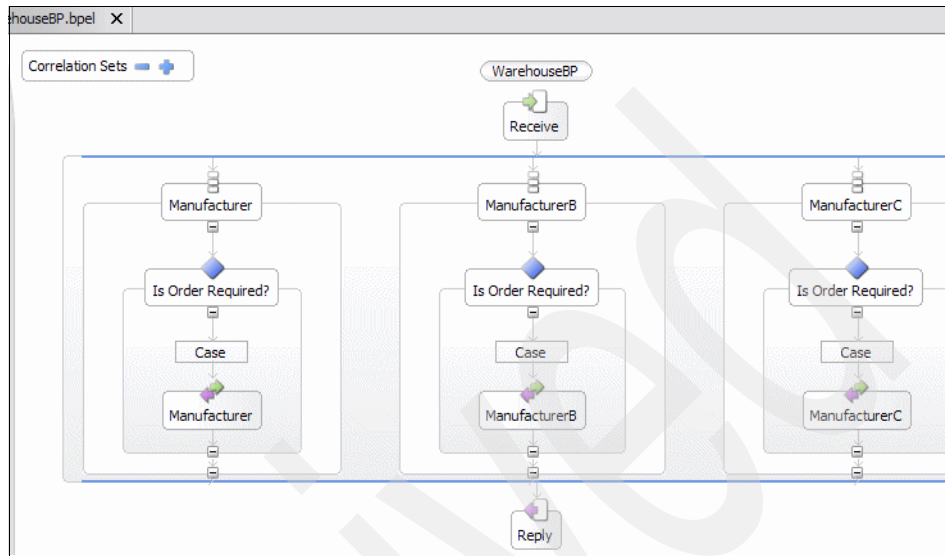 ehouseBP.bpel
Correlation Sets
WarehouseBP
Receive
Manufacturer ManufacturerB ManufacturerC
Is Order Required? Is Order Required? Is Order Required?
Case Case Case
Manufacturer ManufacturerB ManufacturerC
Reply